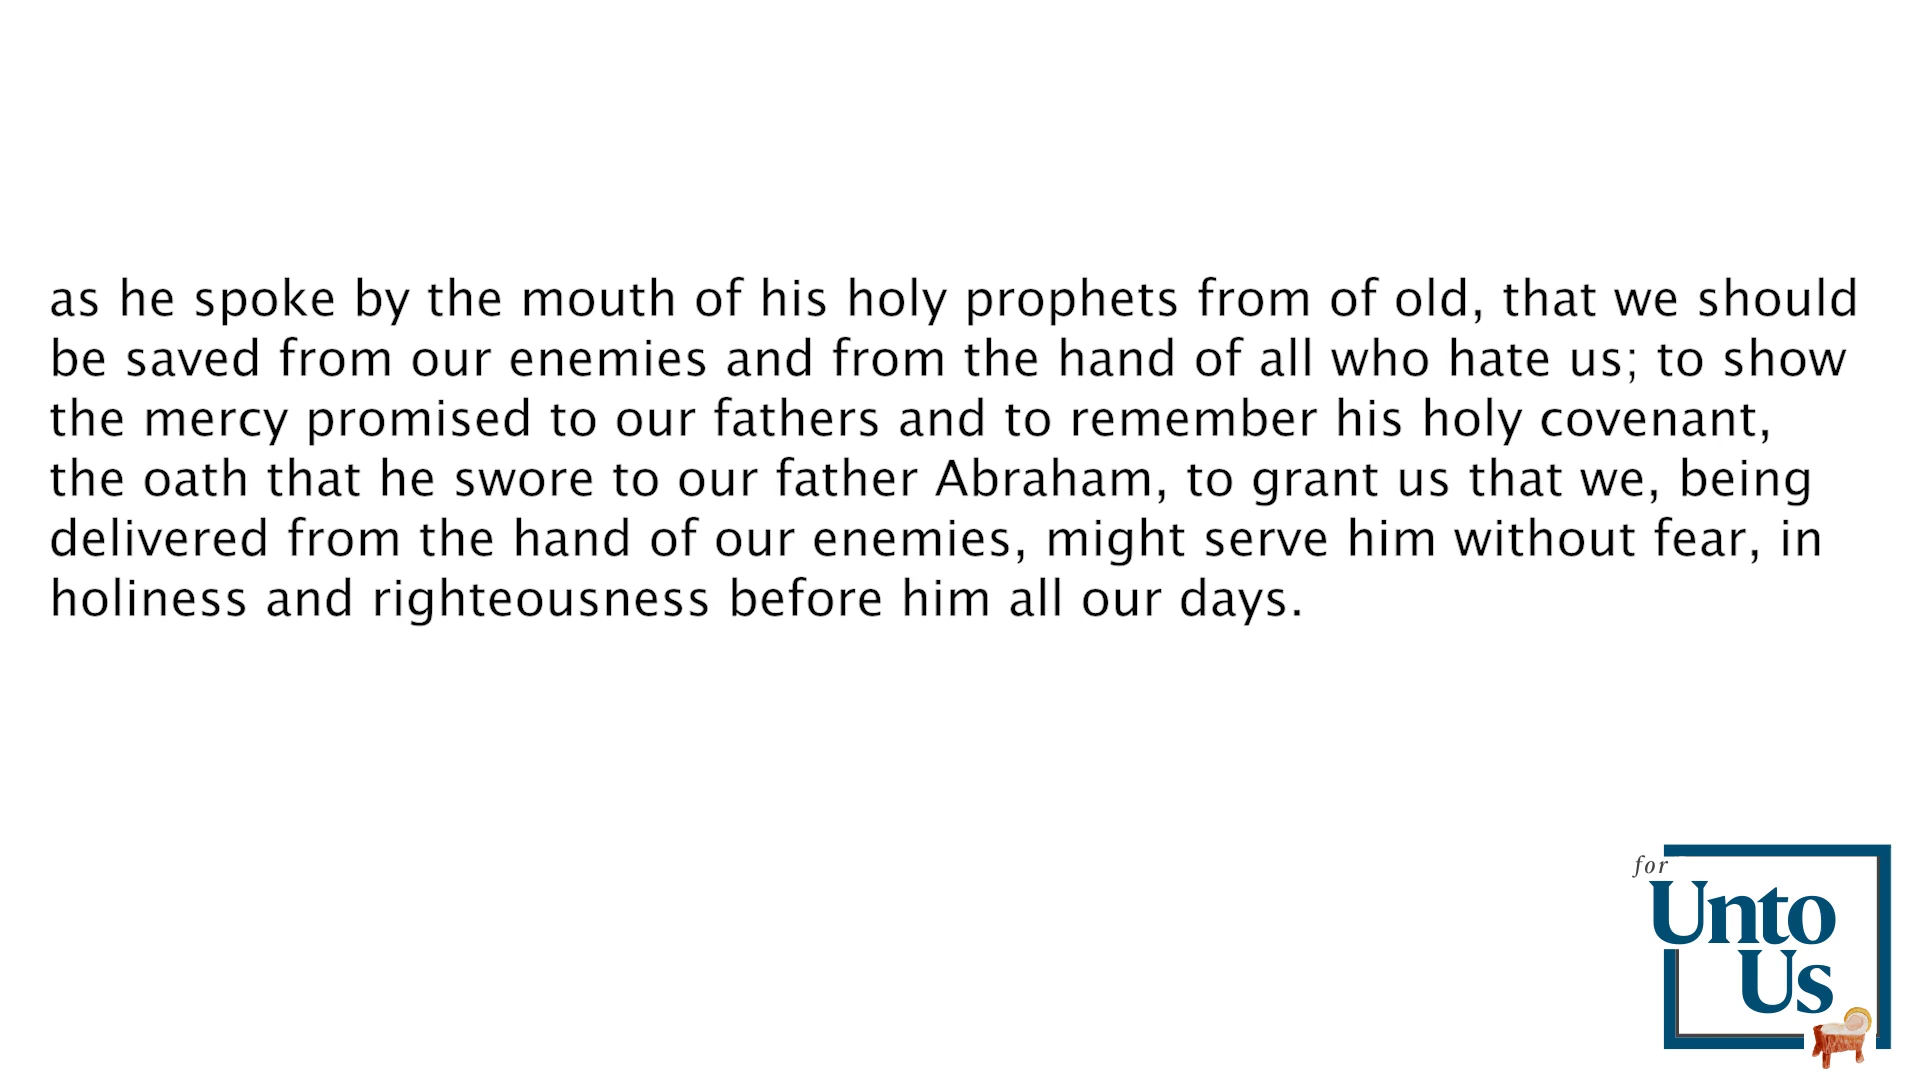 as he spoke by the mouth of his holy prophets from of old, that we should
be saved from our enemies and from the hand of all who hate us; to show
the mercy promised to our fathers and to remember his holy covenant,
the oath that he swore to our father Abraham, to grant us that we, being
delivered from the hand of our enemies, might serve him without fear, in
holiness and righteousness before him all our days.
for
Unto
Us